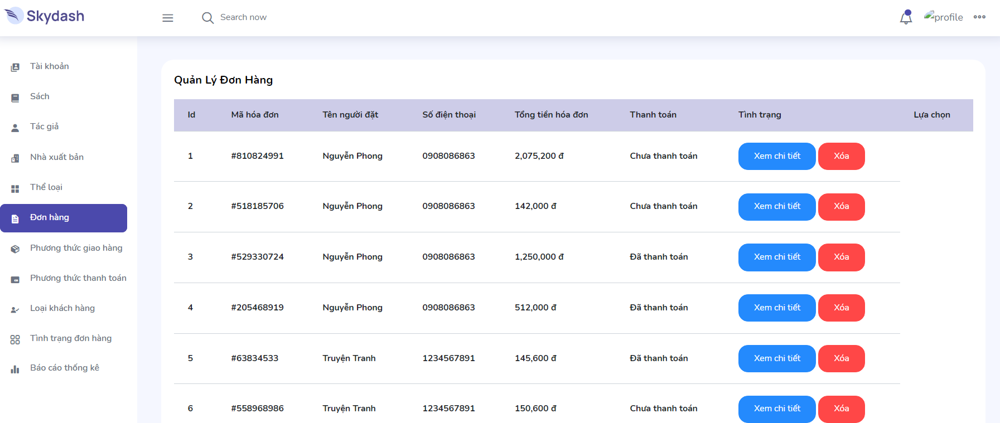 Skydash
Search now
profile
Tài khoản
Sách
Tác giả
Nhà xuất bản
Thể loại
Đơn hàng
Phương thức giao hàng
Phương thức thanh toán
Loại khách hàng
Tình trạng đơn hàng
Báo cáo thống kê
Quản Lý Đơn Hàng
Id Mã hóa đơn Tên người đặt Số điện thoại Tổng tiền hóa đơn Thanh toán Tình trạng Lựa chọn
1 #810824991 Nguyễn Phong 0908086863 2,075,200 đ Chưa thanh toán Xem chi tiết Xóa
2 #518185706 Nguyễn Phong 0908086863 142,000 đ Chưa thanh toán Xem chi tiết Xóa
3 #529330724 Nguyễn Phong 0908086863 1,250,000 đ Đã thanh toán Xem chi tiết Xóa
4 #205468919 Nguyễn Phong 0908086863 512,000 đ Đã thanh toán Xem chi tiết Xóa
5 #63834533 Truyện Tranh 1234567891 145,600 đ Đã thanh toán Xem chi tiết Xóa
6 #558968986 Truyện Tranh 1234567891 150,600 đ Chưa thanh toán Xem chi tiết Xóa